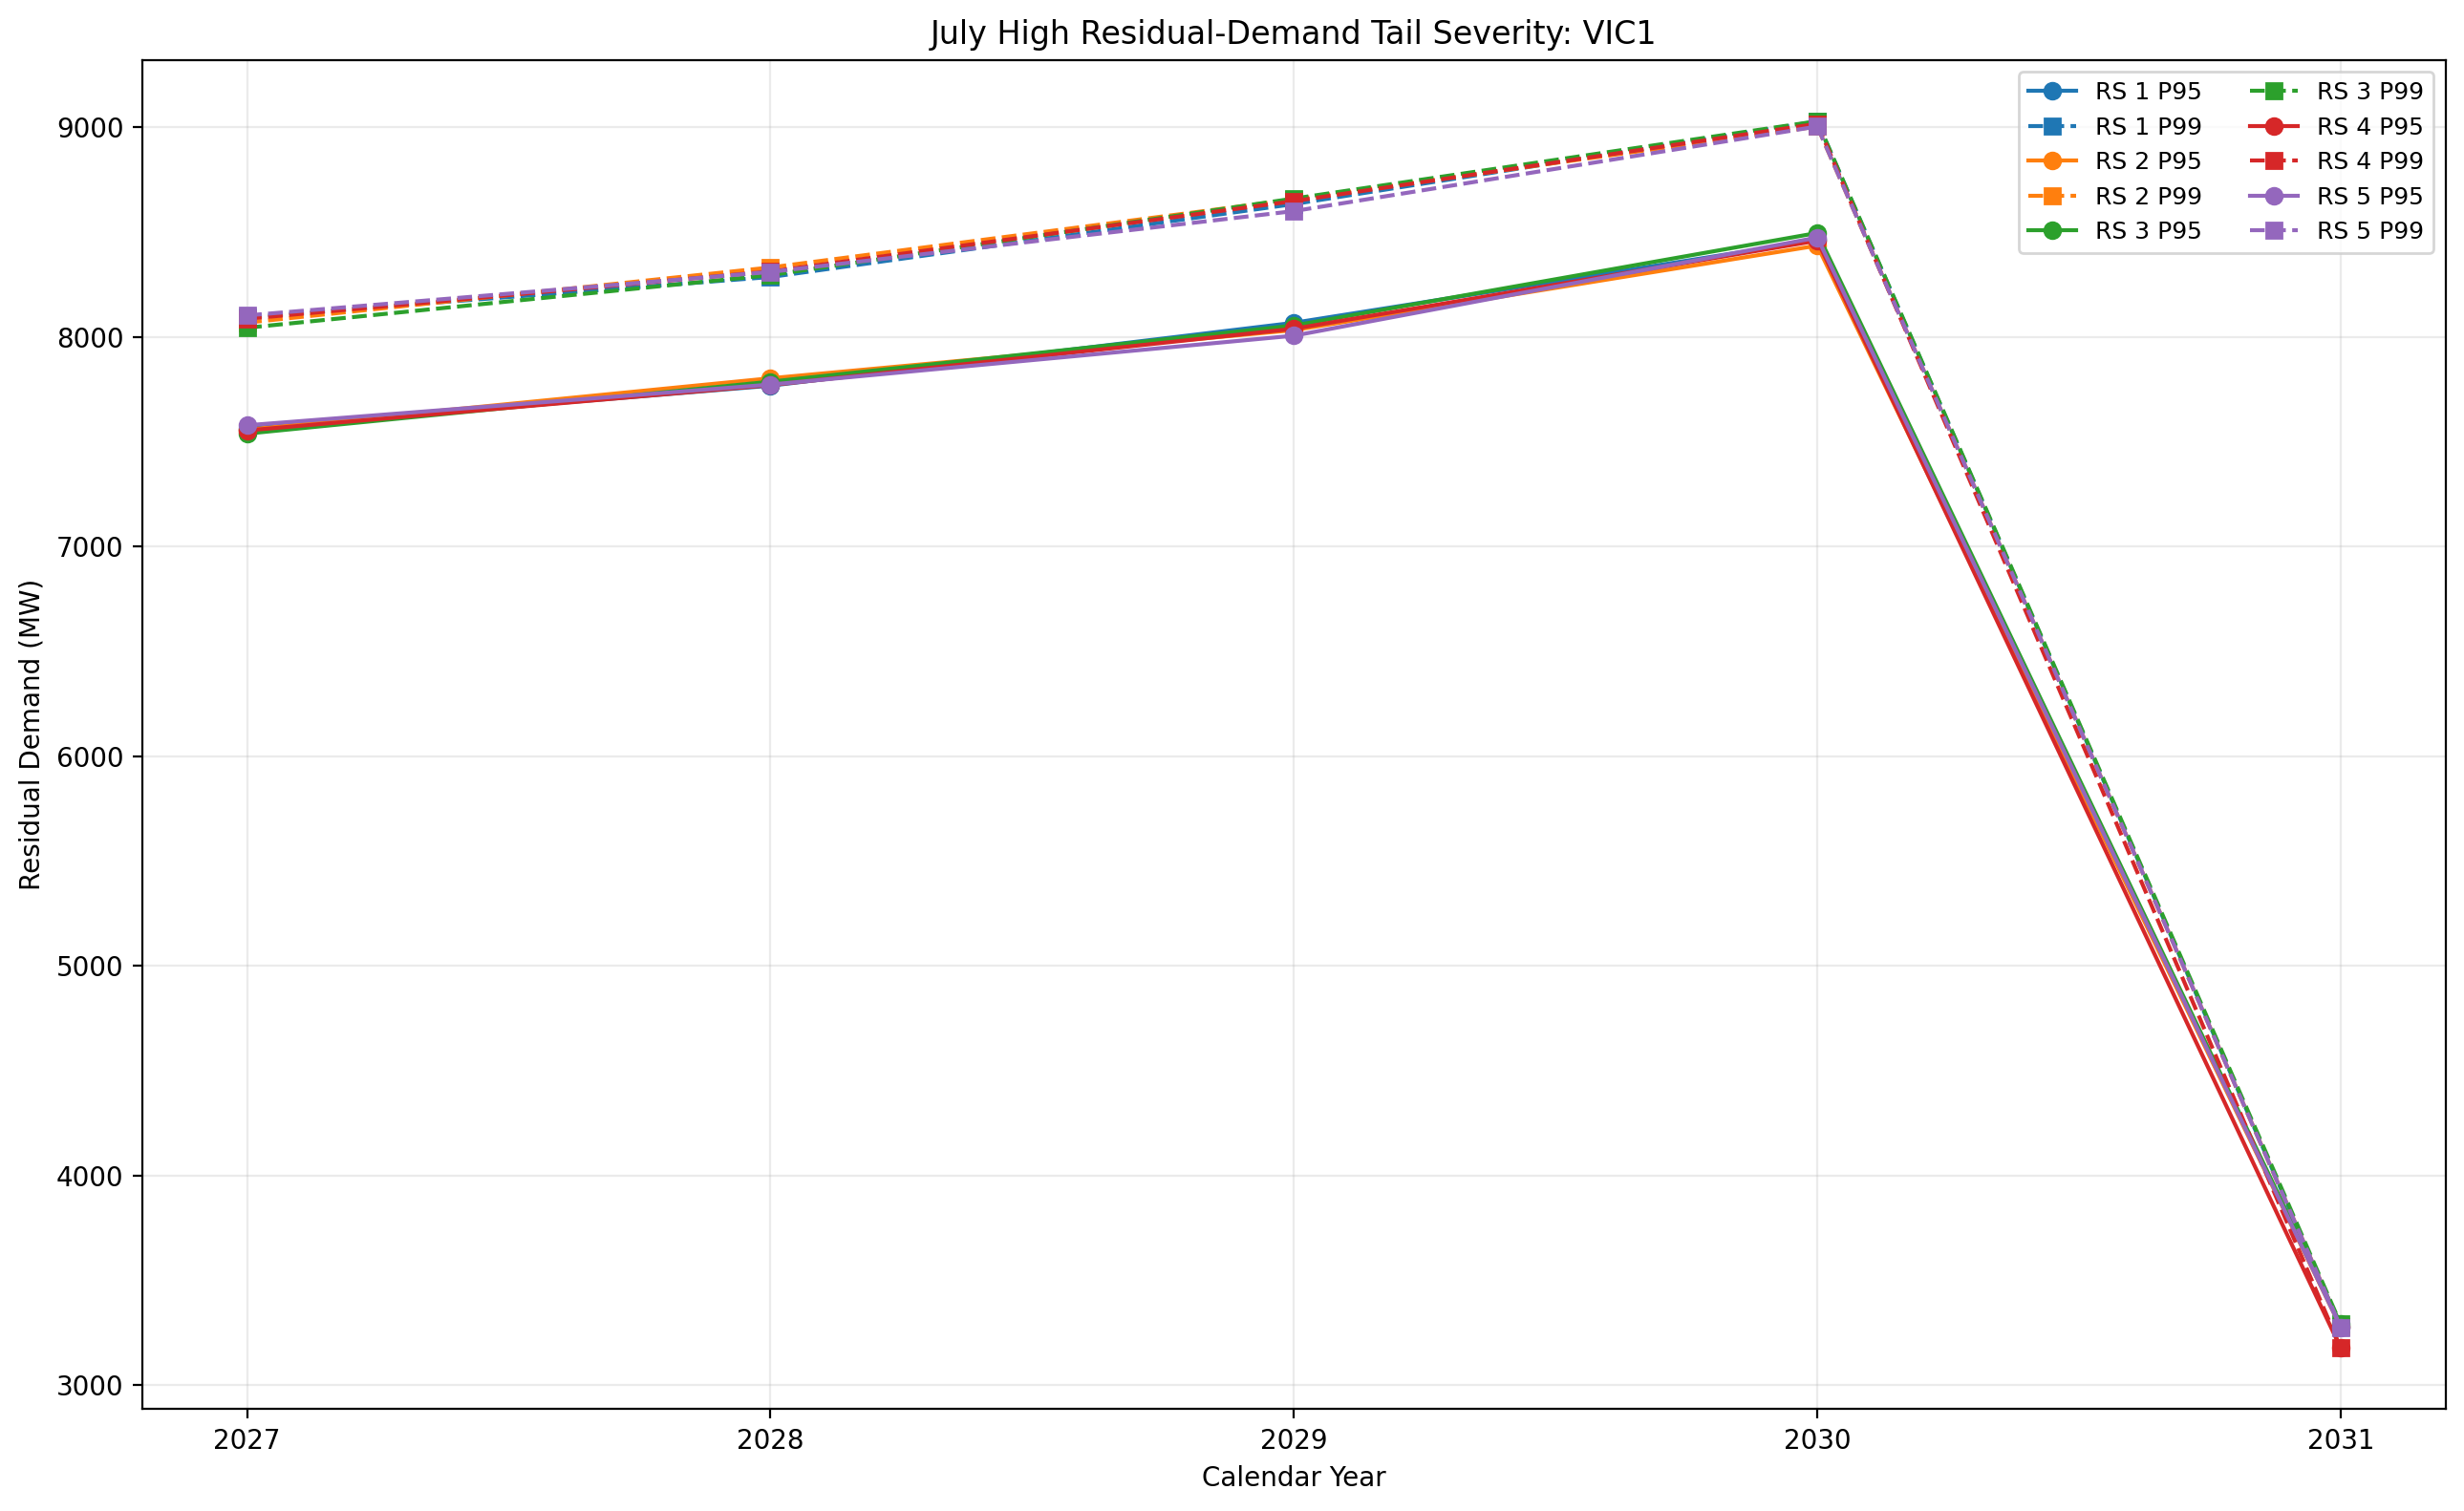 July High Residual-Demand Tail Severity: VIC1
RS 1 P95
RS 1 P99
RS 2 P95
RS 2 P99
RS 3 P95
RS 3 P99
RS 4 P95
RS 4 P99
RS 5 P95
RS 5 P99
9000
8000
7000
6000
5000
4000
3000
Residual Demand (MW)
2027 2028 2029 2030 2031
Calendar Year